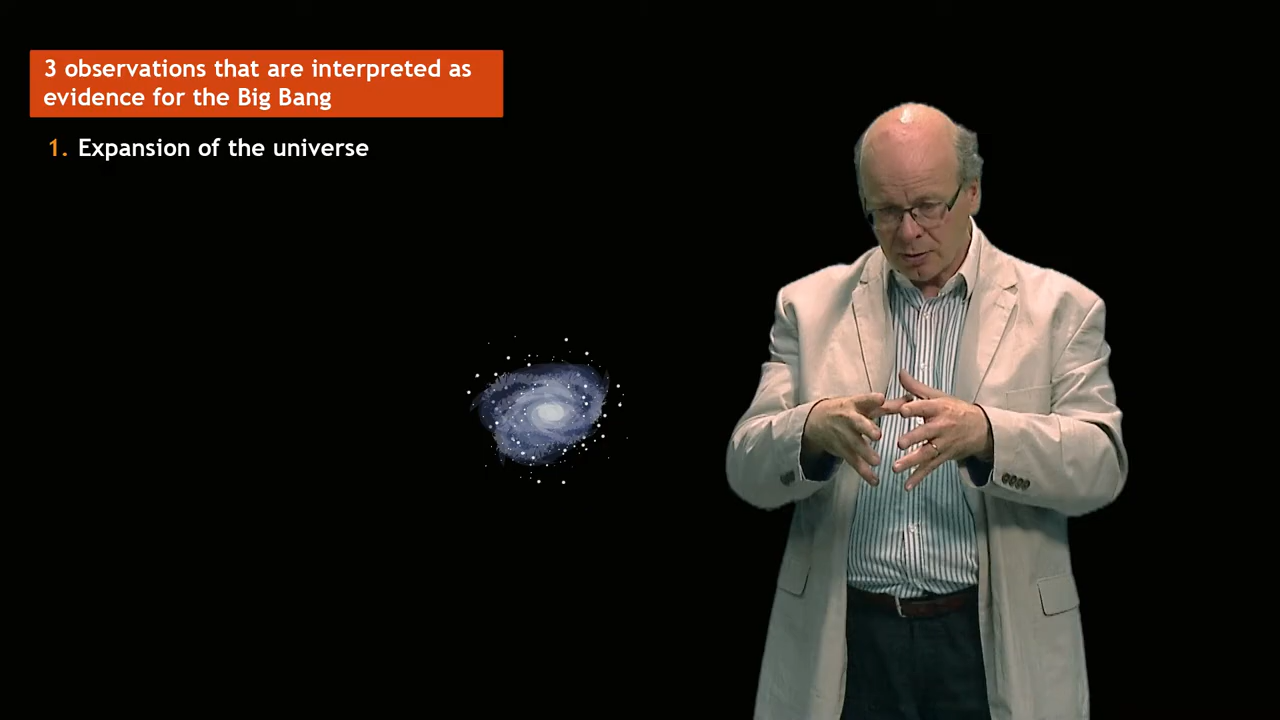 3 observations that are interpreted as
evidence for the Big Bang
1. Expansion of the universe